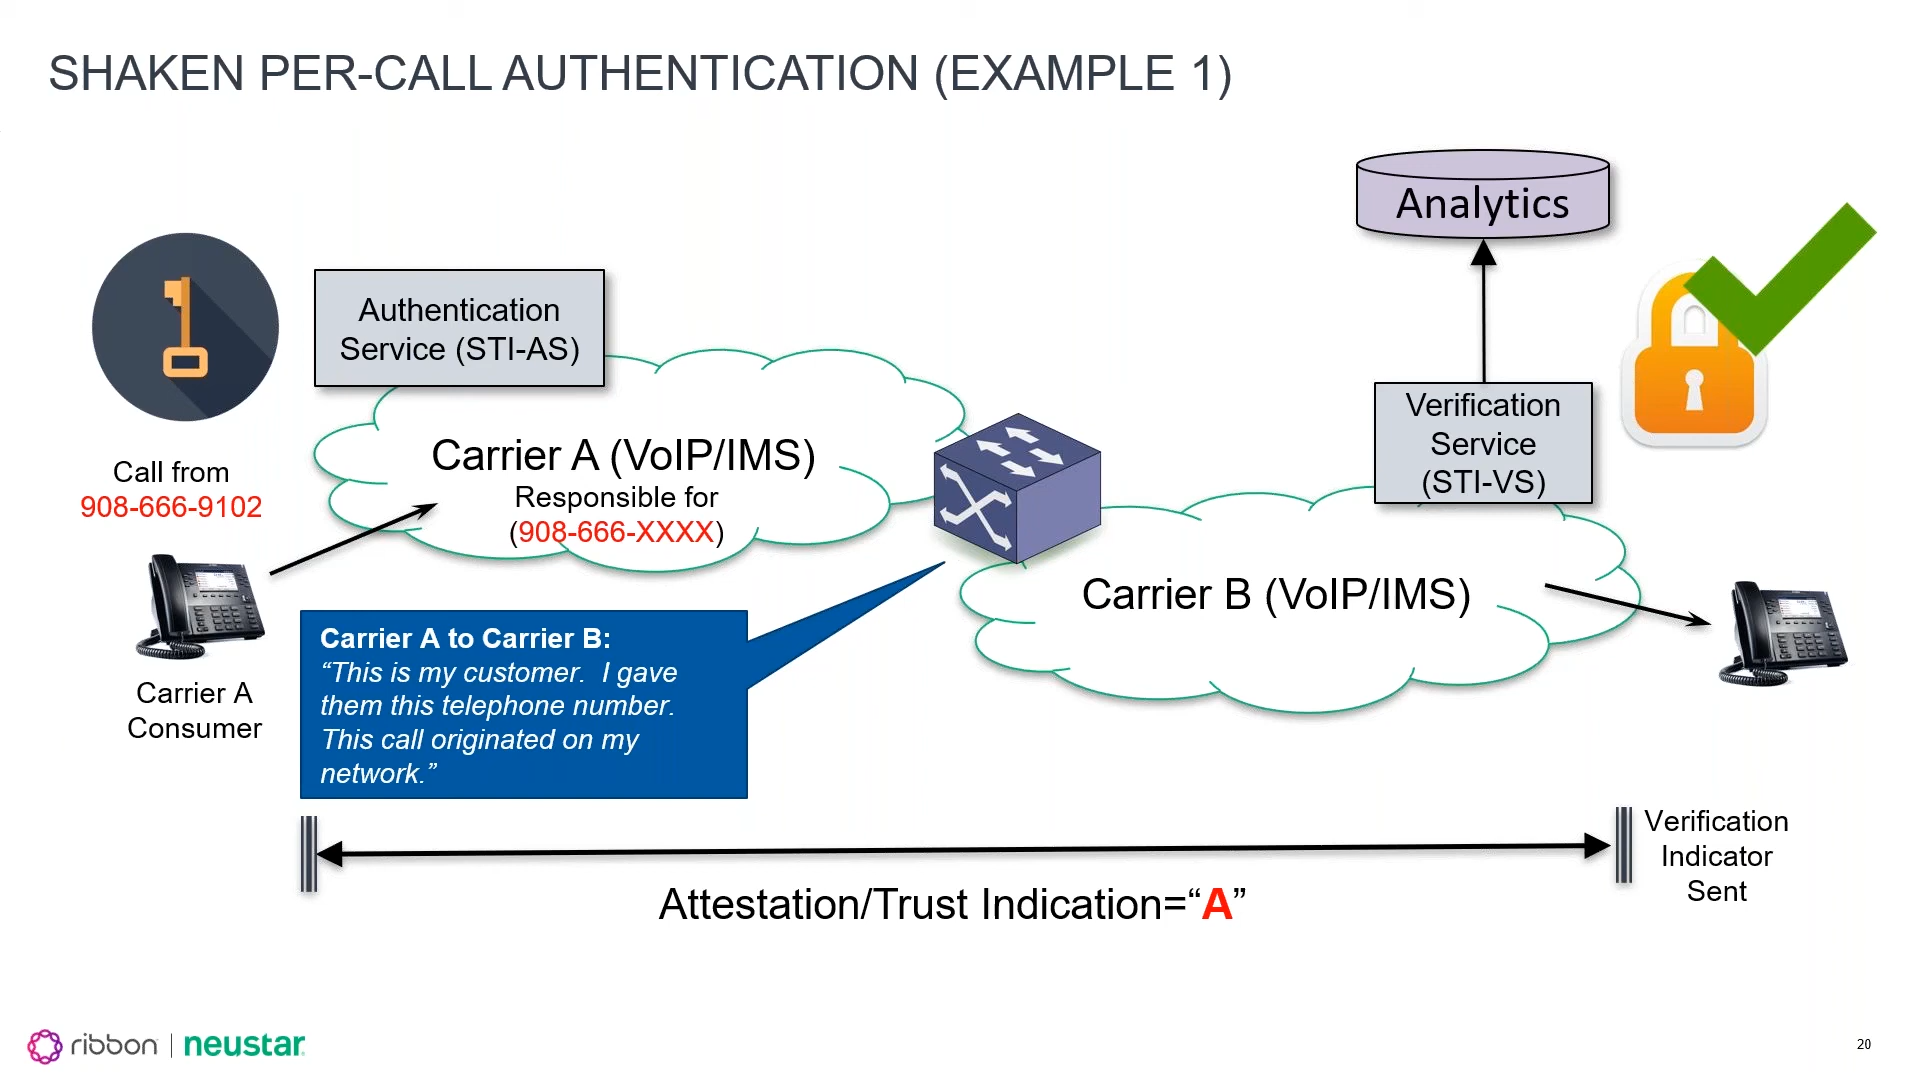 SHAKEN PER-CALL AUTHENTICATION (EXAMPLE 1)
Analytics
Authentication
Service (STI-AS)
Verification
Service
(STI-VS)
Call from
908-666-9102
Carrier A (VoIP/IMS)
Responsible for
(908-666-XXXX)
Carrier B (VoIP/IMS)
Carrier A
Consumer
Carrier A to Carrier B:
“This is my customer.  I gave
them this telephone number.
This call originated on my
network.”
Verification
Indicator
Sent
Attestation/Trust Indication=“A”
ribbon | neustar
20